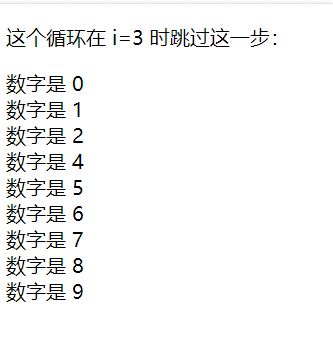 这个循环在 i=3 时跳过这一步：
数字是 0
数字是 1
数字是 2
数字是 4
数字是 5
数字是 6
数字是 7
数字是 8
数字是 9